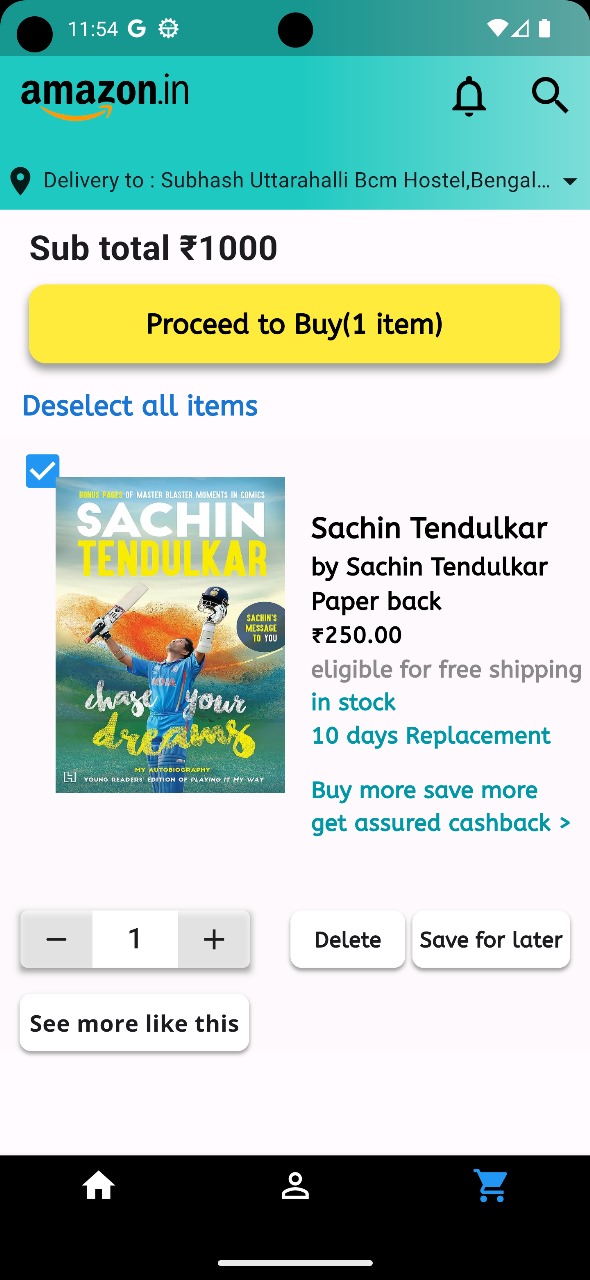 11:54 G
amazon.in
Delivery to : Subhash Uttarahalli Bcm Hostel,Bengal...
Sub total ₹1000
Proceed to Buy(1 item)
Deselect all items
BONUS PAGES OF MASTER BLASTER MOMENTS IN COMICS
SACHIN
TENDULKAR
SACHIN'S
MESSAGE
TO YOU
INDIA
chase your
dreams
MY AUTOBIOGRAPHY
YOUNG READERS' EDITION OF PLAYING IT MY WAY
Sachin Tendulkar
by Sachin Tendulkar
Paper back
₹250.00
eligible for free shipping
in stock
10 days Replacement
Buy more save more
get assured cashback >
− 1 +
Delete
Save for later
See more like this